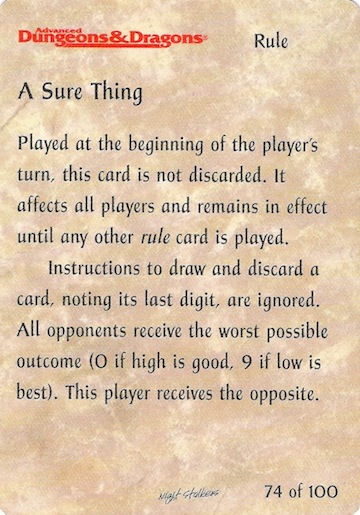 Advanced
Dungeons & Dragons®
Rule
A Sure Thing
Played at the beginning of the player's
turn, this card is not discarded. It
affects all players and remains in effect
until any other rule card is played.
Instructions to draw and discard a
card, noting its last digit, are ignored.
All opponents receive the worst possible
outcome (0 if high is good, 9 if low is
best). This player receives the opposite.
Night Stalkers
74 of 100